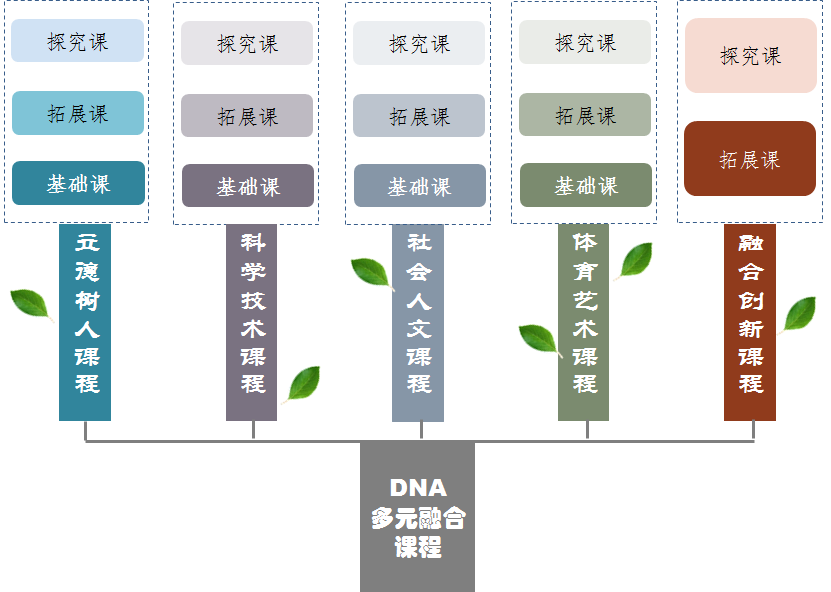 探究课
拓展课
基础课
立德树人课程
探究课
拓展课
基础课
科学技术课程
探究课
拓展课
基础课
社会人文课程
探究课
拓展课
基础课
体育艺术课程
探究课
拓展课
融合创新课程
DNA
多元融合
课程